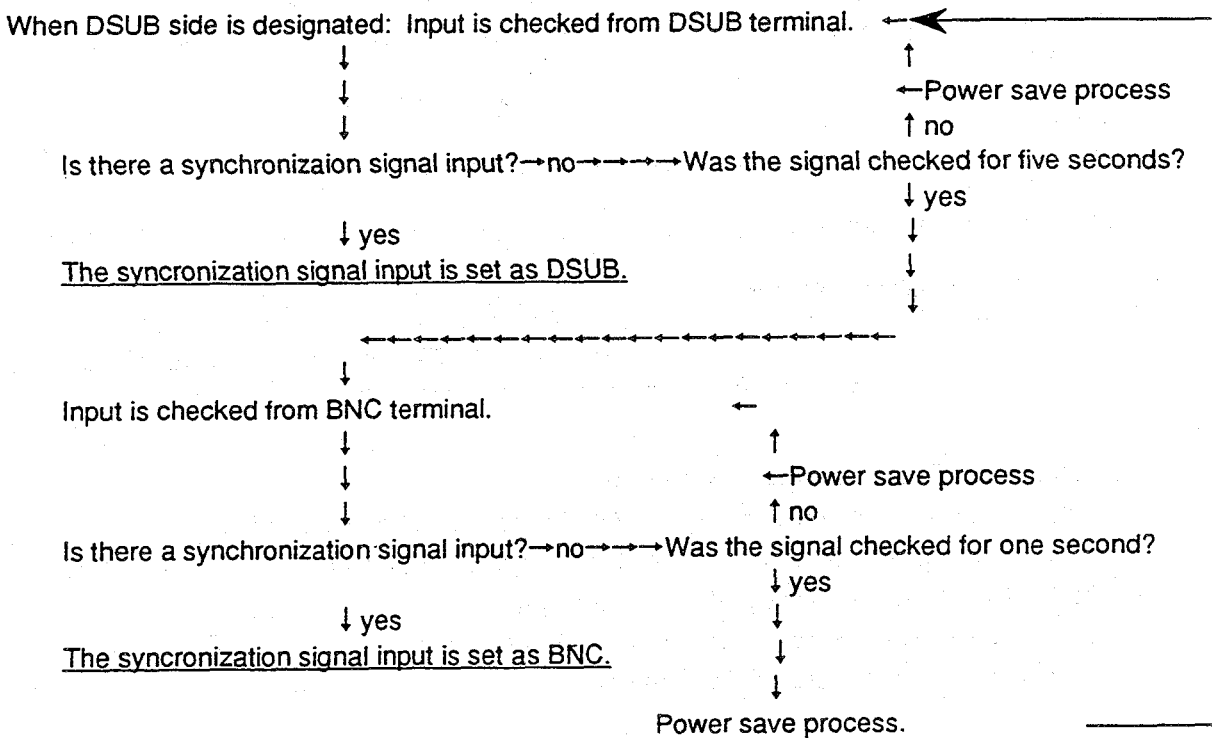 When DSUB side is designated: Input is checked from DSUB terminal. ←
↓ ↑
↓ ←Power save process
↓ ↑ no
Is there a synchronizaion signal input?→no→→→→Was the signal checked for five seconds?
↓ yes
↓ yes ↓
The syncronization signal input is set as DSUB. ↓
↓
←←←←←←←←←←←←←←←←←←←←
↓
Input is checked from BNC terminal. ←
↓ ↑
↓ ←Power save process
↓ ↑ no
Is there a synchronization signal input?→no→→→Was the signal checked for one second?
↓ yes
↓ yes ↓
The syncronization signal input is set as BNC. ↓
↓
Power save process.